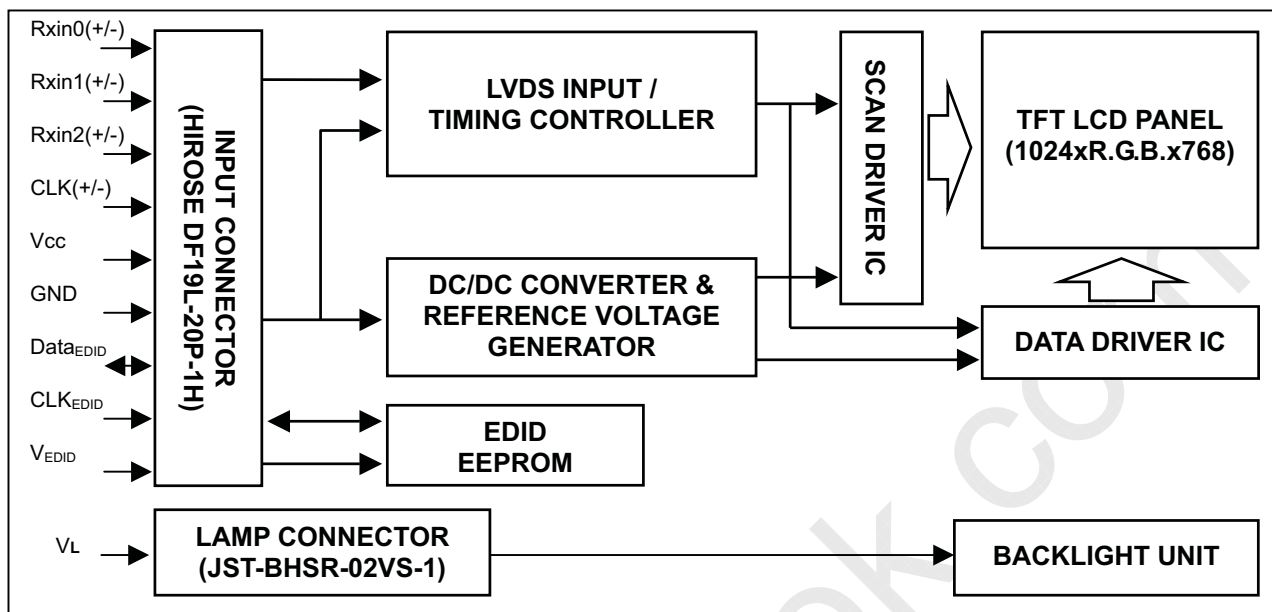 Rxin0(+/-)
Rxin1(+/-)
Rxin2(+/-)
CLK(+/-)
Vcc
GND
DataEDID
CLKEDID
VEDID
VL
INPUT CONNECTOR
(HIROSE DF19L-20P-1H)
LVDS INPUT /
TIMING CONTROLLER
DC/DC CONVERTER &
REFERENCE VOLTAGE
GENERATOR
EDID
EEPROM
LAMP CONNECTOR
(JST-BHSR-02VS-1)
SCAN DRIVER IC
TFT LCD PANEL
(1024xR.G.B.x768)
DATA DRIVER IC
BACKLIGHT UNIT
ok com